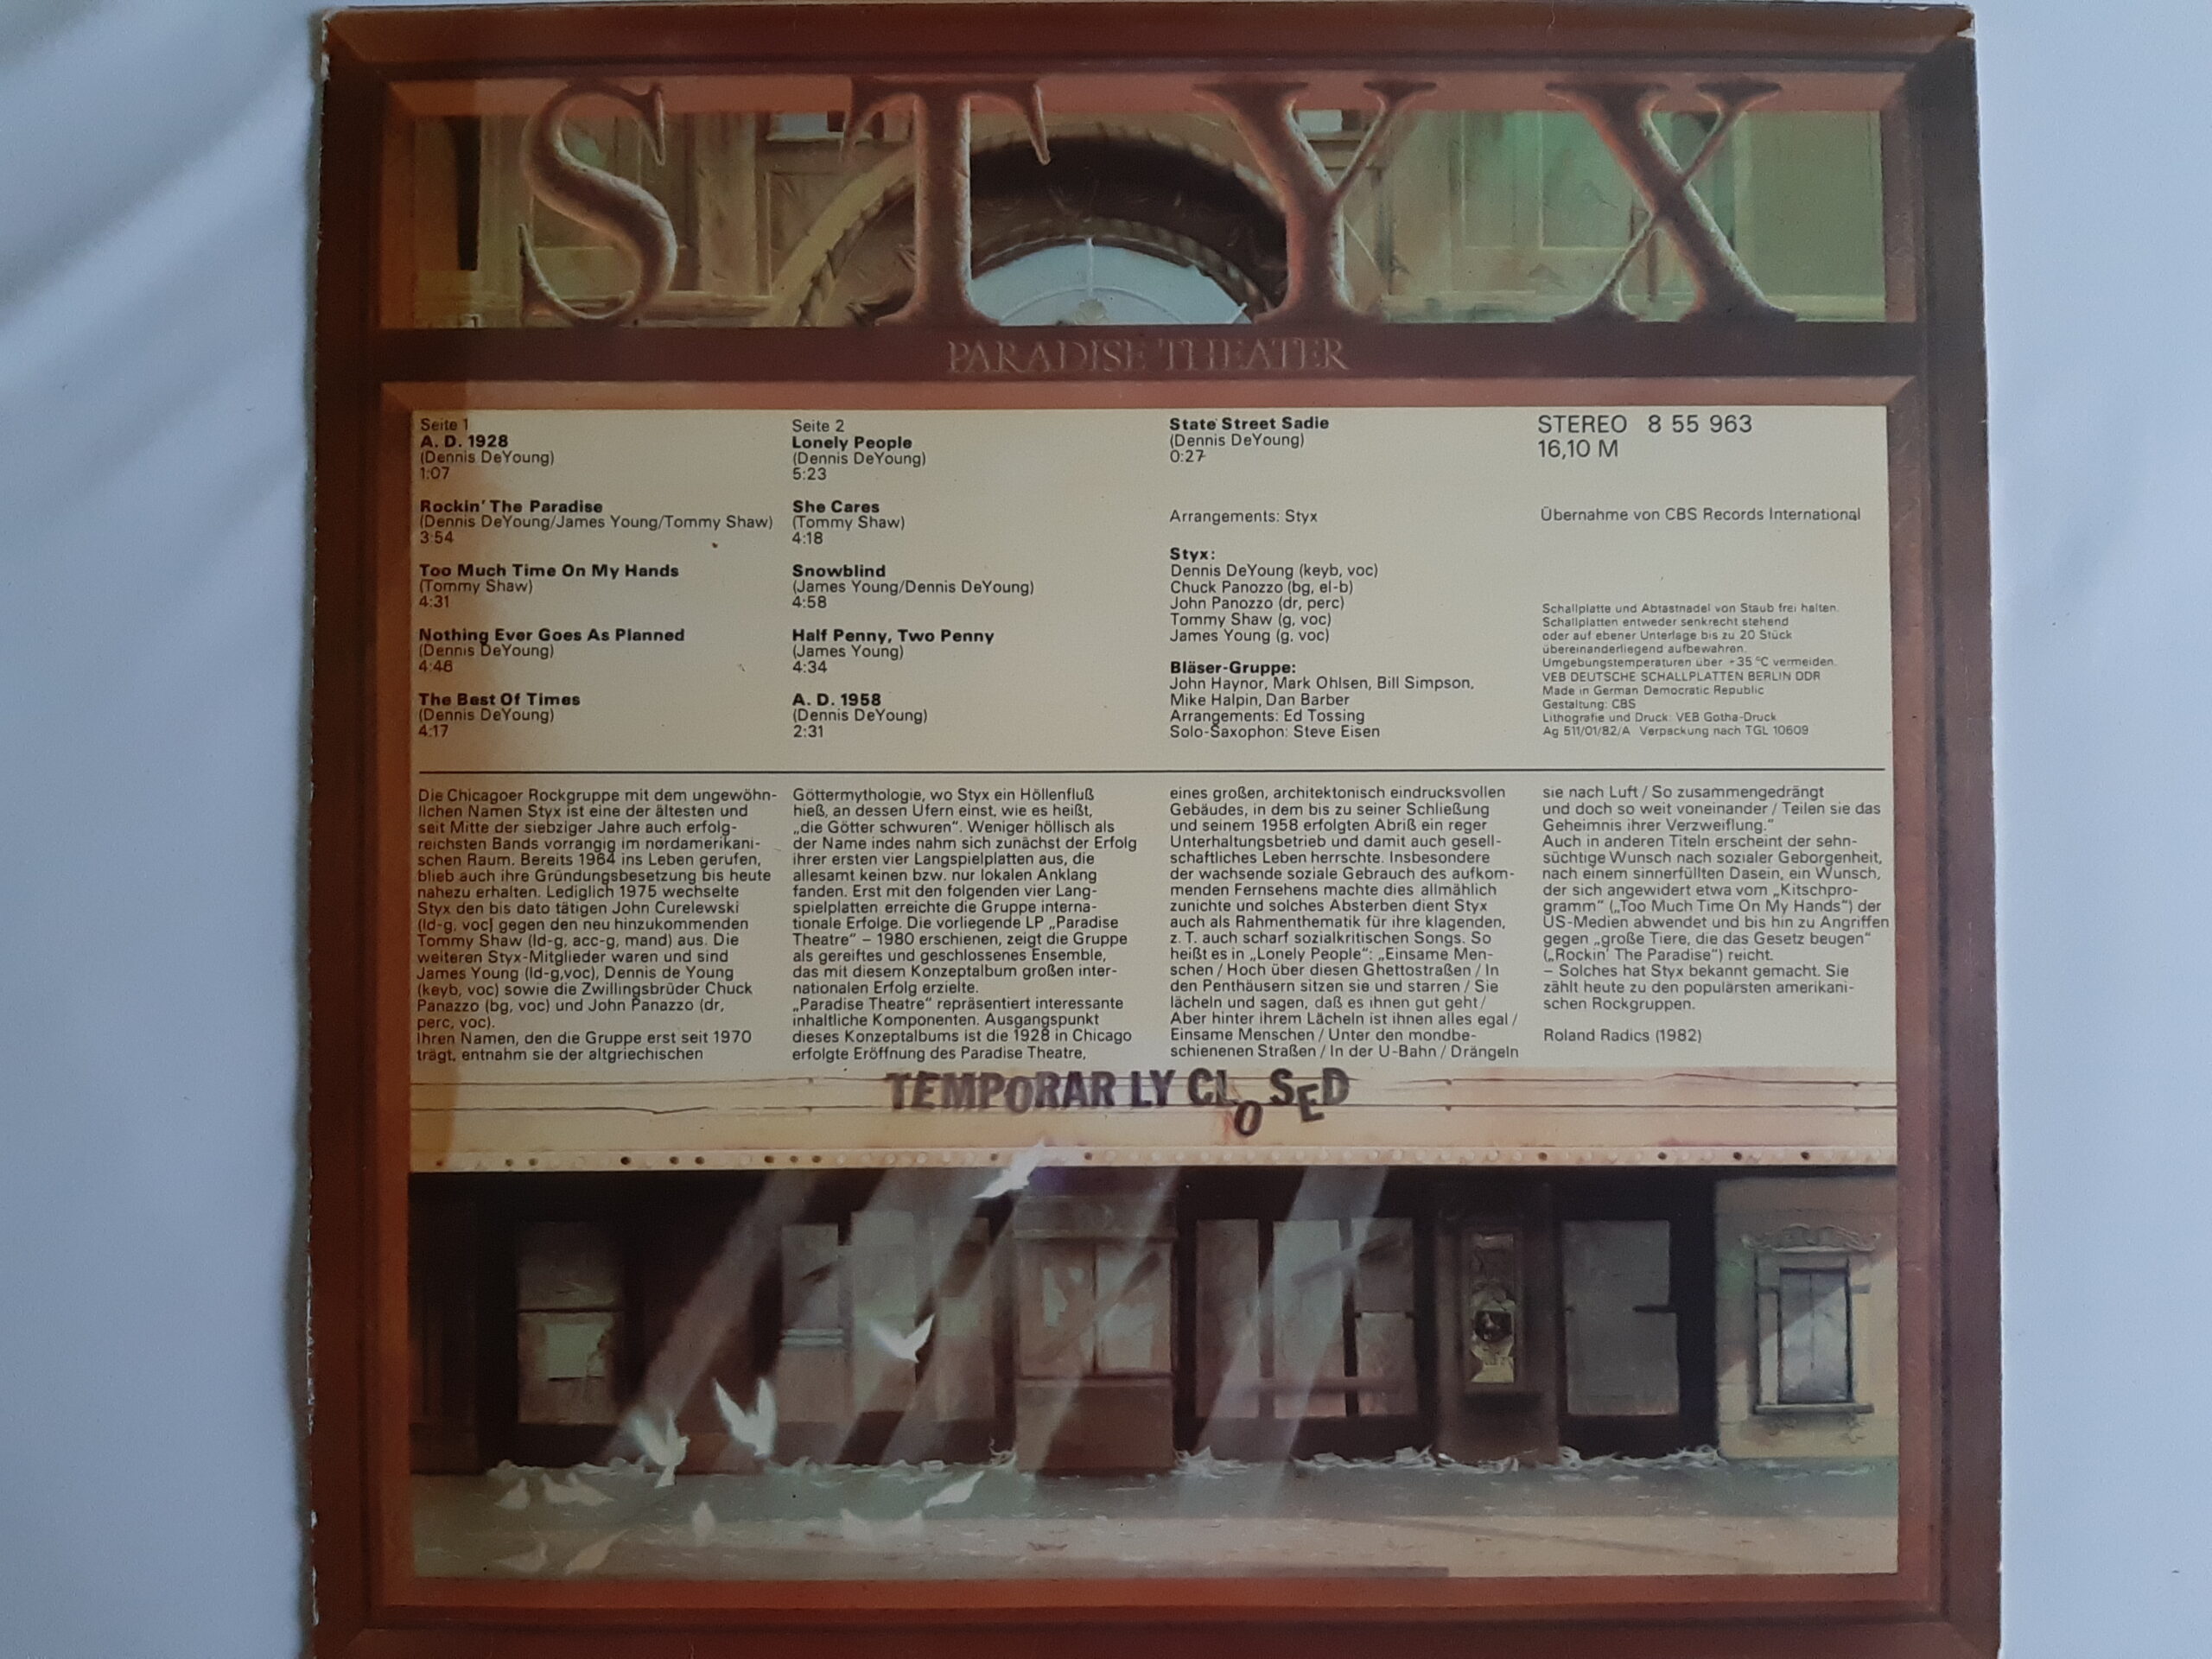 STYX
PARADISE THEATER
Seite 1
A. D. 1928
(Dennis DeYoung)
1:07
Rockin' The Paradise
(Dennis DeYoung/James Young/Tommy Shaw)
3:54
Too Much Time On My Hands
(Tommy Shaw)
4:31
Nothing Ever Goes As Planned
(Dennis DeYoung)
4:46
The Best Of Times
(Dennis DeYoung)
4:17
Seite 2
Lonely People
(Dennis DeYoung)
5:23
She Cares
(Tommy Shaw)
4:18
Snowblind
(James Young/Dennis DeYoung)
4:58
Half Penny, Two Penny
(James Young)
4:34
A. D. 1958
(Dennis DeYoung)
2:31
State Street Sadie
(Dennis DeYoung)
0:27
Arrangements: Styx
Styx:
Dennis DeYoung (keyb, voc)
Chuck Panozzo (bg, el-b)
John Panozzo (dr, perc)
Tommy Shaw (g, voc)
James Young (g, voc)
Bläser-Gruppe:
John Haynor, Mark Ohlsen, Bill Simpson,
Mike Halpin, Dan Barber
Arrangements: Ed Tossing
Solo-Saxophon: Steve Eisen
STEREO 8 55 963
16,10 M
Übernahme von CBS Records International
Schallplatte und Abtastnadel von Staub frei halten.
Schallplatten entweder senkrecht stehend
oder auf ebener Unterlage bis zu 20 Stück
übereinanderliegend aufbewahren.
Umgebungstemperaturen über +35 °C vermeiden.
VEB DEUTSCHE SCHALLPLATTEN BERLIN DDR
Made in German Democratic Republic
Gestaltung: CBS
Lithografie und Druck: VEB Gotha-Druck
Ag 511/01/82/A Verpackung nach TGL 10609
Die Chicagoer Rockgruppe mit dem ungewöhn-
lichen Namen Styx ist eine der ältesten und
seit Mitte der siebziger Jahre auch erfolg-
reichsten Bands vorrangig im nordamerikani-
schen Raum. Bereits 1964 ins Leben gerufen,
blieb auch ihre Gründungsbesetzung bis heute
nahezu erhalten. Lediglich 1975 wechselte
Styx den bis dato tätigen John Curelewski
(ld-g, voc) gegen den neu hinzukommenden
Tommy Shaw (ld-g, acc-g, mand) aus. Die
weiteren Styx-Mitglieder waren und sind
James Young (ld-g,voc), Dennis de Young
(keyb, voc) sowie die Zwillingsbrüder Chuck
Panazzo (bg, voc) und John Panazzo (dr,
perc, voc).
Ihren Namen, den die Gruppe erst seit 1970
trägt, entnahm sie der altgriechischen
Göttermythologie, wo Styx ein Höllenfluß
hieß, an dessen Ufern einst, wie es heißt,
„die Götter schwuren“. Weniger höllisch als
der Name indes nahm sich zunächst der Erfolg
ihrer ersten vier Langspielplatten aus, die
allesamt keinen bzw. nur lokalen Anklang
fanden. Erst mit den folgenden vier Lang-
spielplatten erreichte die Gruppe interna-
tionale Erfolge. Die vorliegende LP „Paradise
Theatre“ – 1980 erschienen, zeigt die Gruppe
als gereiftes und geschlossenes Ensemble,
das mit diesem Konzeptalbum großen inter-
nationalen Erfolg erzielte.
„Paradise Theatre“ repräsentiert interessante
inhaltliche Komponenten. Ausgangspunkt
dieses Konzeptalbums ist die 1928 in Chicago
erfolgte Eröffnung des Paradise Theatre,
eines großen, architektonisch eindrucksvollen
Gebäudes, in dem bis zu seiner Schließung
und seinem 1958 erfolgten Abriß ein reger
Unterhaltungsbetrieb und damit auch gesell-
schaftliches Leben herrschte. Insbesondere
der wachsende soziale Gebrauch des aufkom-
menden Fernsehens machte dies allmählich
zunichte und solches Absterben dient Styx
auch als Rahmenthematik für ihre klagenden,
z. T. auch scharf sozialkritischen Songs. So
heißt es in „Lonely People“: „Einsame Men-
schen / Hoch über diesen Ghettostraßen / In
den Penthäusern sitzen sie und starren / Sie
lächeln und sagen, daß es ihnen gut geht /
Aber hinter ihrem Lächeln ist ihnen alles egal /
Einsame Menschen / Unter den mondbe-
schienenen Straßen / In der U-Bahn / Drängeln
sie nach Luft / So zusammengedrängt
und doch so weit voneinander / Teilen sie das
Geheimnis ihrer Verzweiflung.“
Auch in anderen Titeln erscheint der sehn-
süchtige Wunsch nach sozialer Geborgenheit,
nach einem sinnerfüllten Dasein, ein Wunsch,
der sich angewidert etwa vom „Kitschpro-
gramm“ („Too Much Time On My Hands“) der
US-Medien abwendet und bis hin zu Angriffen
gegen „große Tiere, die das Gesetz beugen“
(„Rockin' The Paradise“) reicht.
– Solches hat Styx bekannt gemacht. Sie
zählt heute zu den populärsten amerikani-
schen Rockgruppen.
Roland Radics (1982)
TEMPORAR LY CLOSED